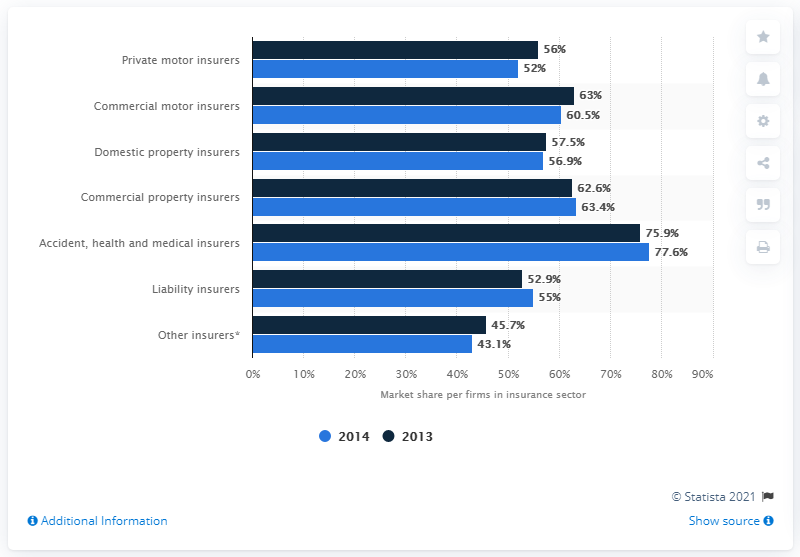 Private motor insurers
56%
52%
Commercial motor insurers
63%
60.5%
Domestic property insurers
57.5%
56.9%
Commercial property insurers
62.6%
63.4%
Accident, health and medical insurers
75.9%
77.6%
Liability insurers
52.9%
55%
Other insurers*
45.7%
43.1%
0% 10% 20% 30% 40% 50% 60% 70% 80% 90%
Market share per firms in insurance sector
2014 2013
© Statista 2021
Additional Information
Show source